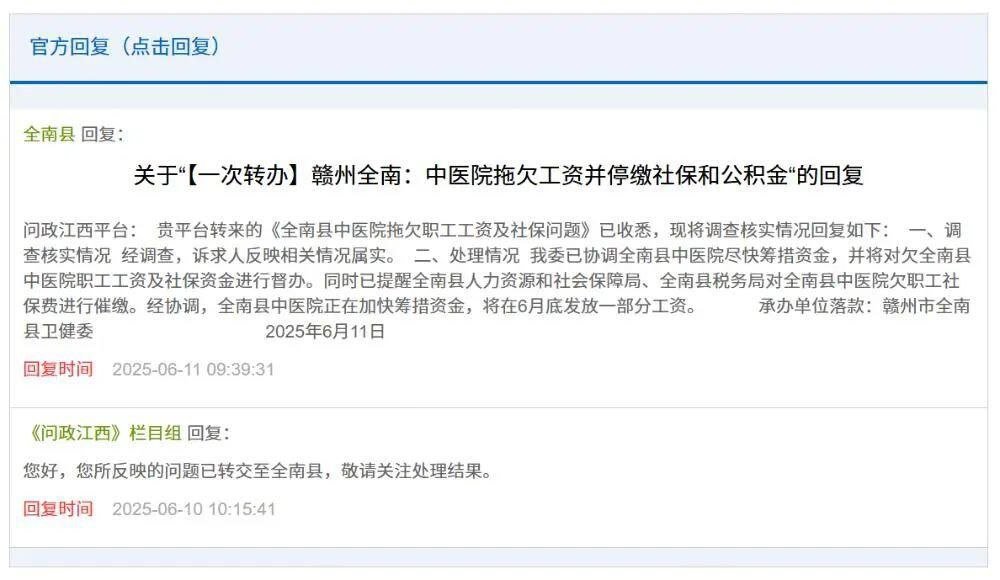 官方回复（点击回复）
全南县 回复：
关于“【一次转办】赣州全南：中医院拖欠工资并停缴社保和公积金“的回复
问政江西平台： 贵平台转来的《全南县中医院拖欠职工工资及社保问题》已收悉，现将调查核实情况回复如下： 一、调
查核实情况 经调查，诉求人反映相关情况属实。 二、处理情况 我委已协调全南县中医院尽快筹措资金，并将对欠全南县
中医院职工工资及社保资金进行督办。同时已提醒全南县人力资源和社会保障局、全南县税务局对全南县中医院欠职工社
保费进行催缴。经协调，全南县中医院正在加快筹措资金，将在6月底发放一部分工资。 承办单位落款：赣州市全南
县卫健委 2025年6月11日
回复时间 2025-06-11 09:39:31
《问政江西》栏目组 回复：
您好，您所反映的问题已转交至全南县，敬请关注处理结果。
回复时间 2025-06-10 10:15:41